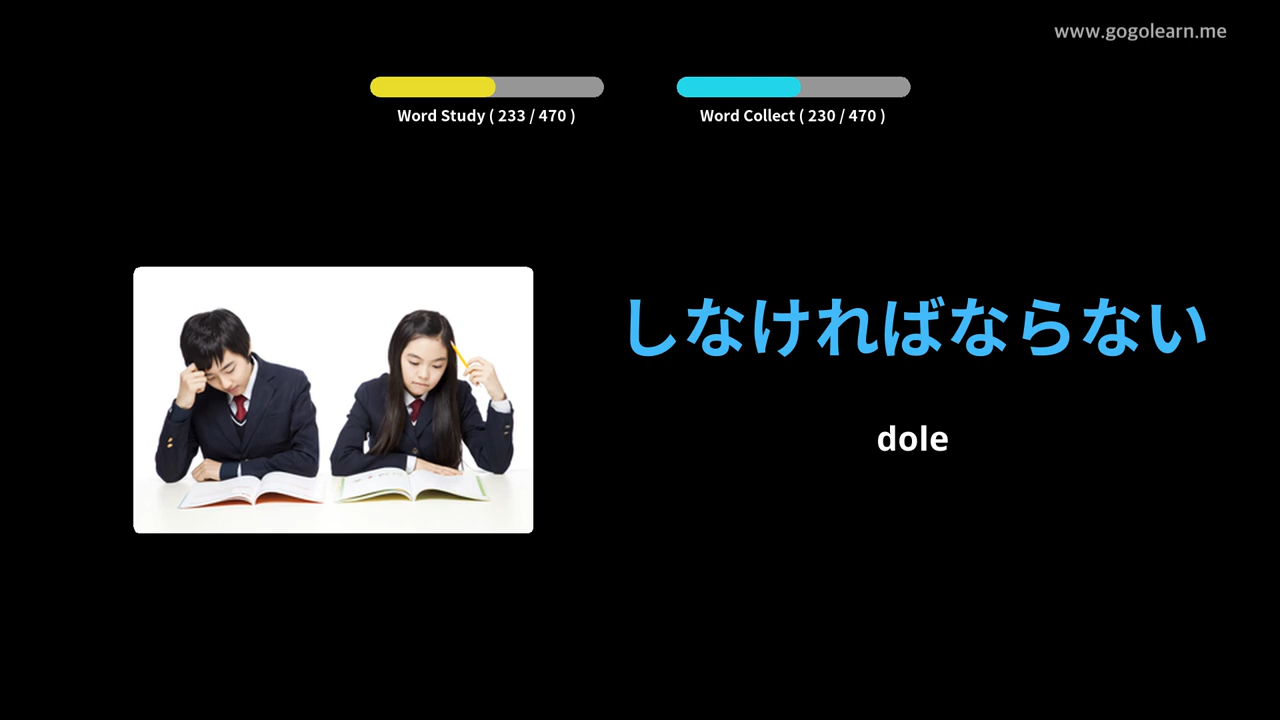 www.gogolearn.me
Word Study ( 233 / 470 )
Word Collect ( 230 / 470 )
しなければならない
dole